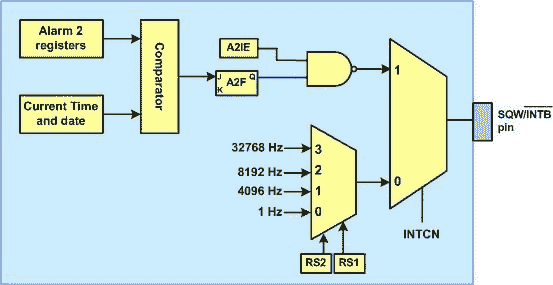 Alarm 2
registers
Comparator
Current Time
and date
A2IE
J
K
A2F
Q
1
0
SQW/INTB
pin
32768 Hz
3
8192 Hz
2
4096 Hz
1
1 Hz
0
INTCN
RS2
RS1